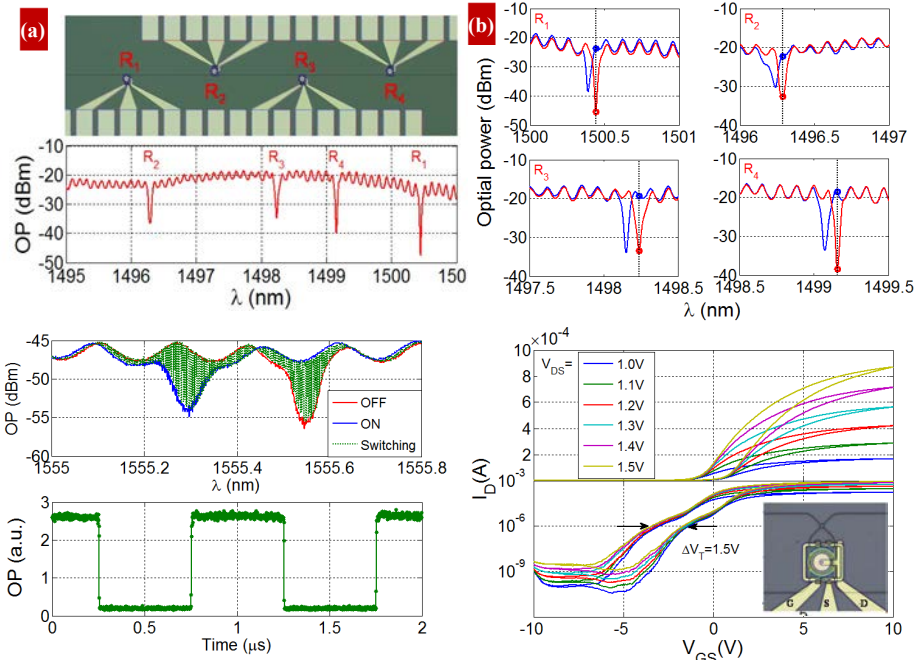 (a)
R1
R2
R3
R4
OP (dBm)
-10
-20
-30
-40
-50
R2
R3
R4
R1
1495 1496 1497 1498 1499 1500 150
λ (nm)
(b)
Optial power (dBm)
R1
-10
-20
-30
-40
-50
1500 1500.5 1501
R2
-10
-20
-30
-40
1496 1496.5 1497
R3
-10
-20
-30
-40
1497.5 1498 1498.5
R4
-10
-20
-30
-40
1498.5 1499 1499.5
λ (nm)
OP (dBm)
-45
-50
-55
-60
OFF
ON
Switching
1555 1555.2 1555.4 1555.6 1555.8
λ (nm)
OP (a.u.)
3
2
1
0
0 0.5 1 1.5 2
Time (μs)
×10-4
10
8
6
4
2
10-3
10-6
10-9
ID(A)
VDS=
1.0V
1.1V
1.2V
1.3V
1.4V
1.5V
ΔVT=1.5V
G S D
-10 -5 0 5 10
VGS(V)